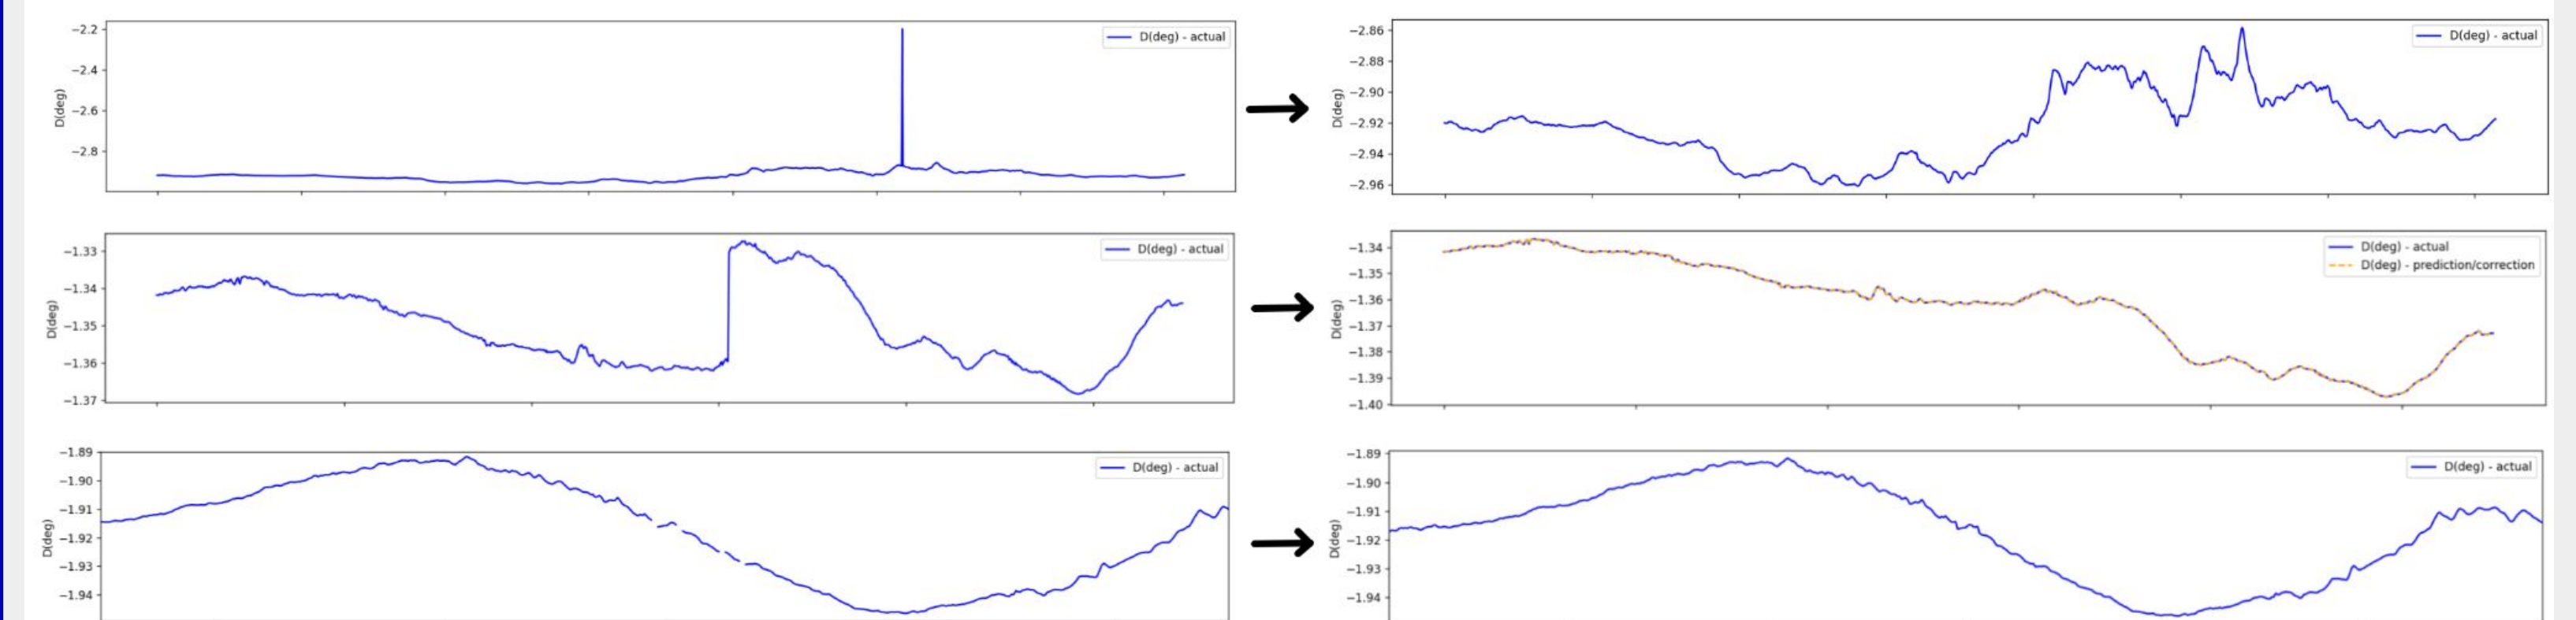 −2.2
−2.4
−2.6
−2.8
D(deg)
D(deg) - actual
−2.86
−2.88
−2.90
−2.92
−2.94
−2.96
D(deg)
D(deg) - actual
−1.33
−1.34
−1.35
−1.36
−1.37
D(deg)
D(deg) - actual
−1.34
−1.35
−1.36
−1.37
−1.38
−1.39
−1.40
D(deg)
D(deg) - actual
D(deg) - prediction/correction
−1.89
−1.90
−1.91
−1.92
−1.93
−1.94
D(deg)
D(deg) - actual
−1.89
−1.90
−1.91
−1.92
−1.93
−1.94
D(deg)
D(deg) - actual